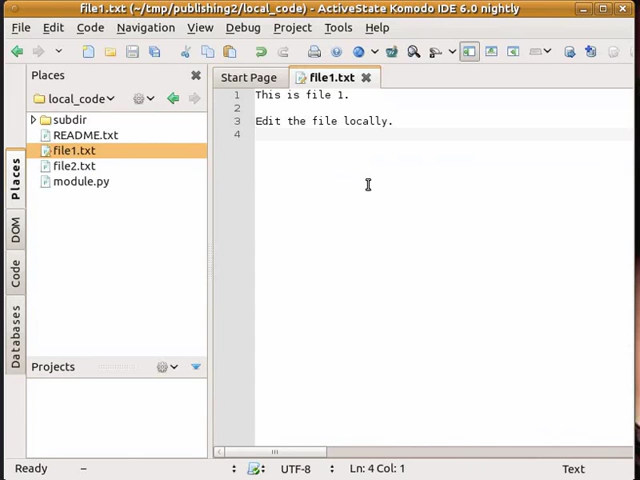 file1.txt (~/tmp/publishing2/local_code) - ActiveState Komodo IDE 6.0 nightly
File Edit Code Navigation View Debug Project Tools Help
Places
local_code
subdir
README.txt
file1.txt
file2.txt
module.py
Places
DOM
Code
Databases
Projects
Start Page
file1.txt
1 This is file 1.
2
3 Edit the file locally.
4
Ready
UTF-8
Ln: 4 Col: 1
Text